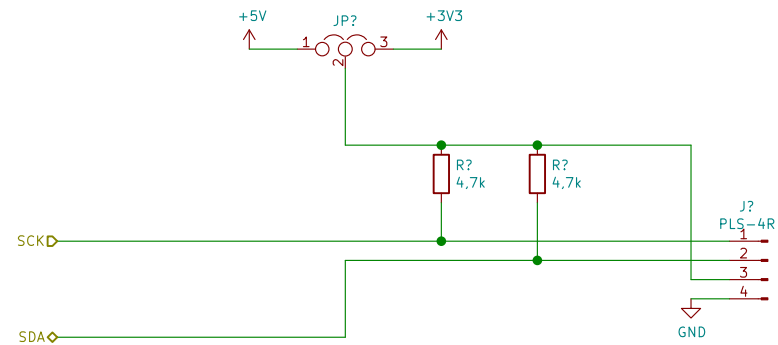 +5V
JP?
+3V3
1
2
3
R?
4,7k
R?
4,7k
J?
PLS-4R
SCK
1
2
3
4
GND
SDA